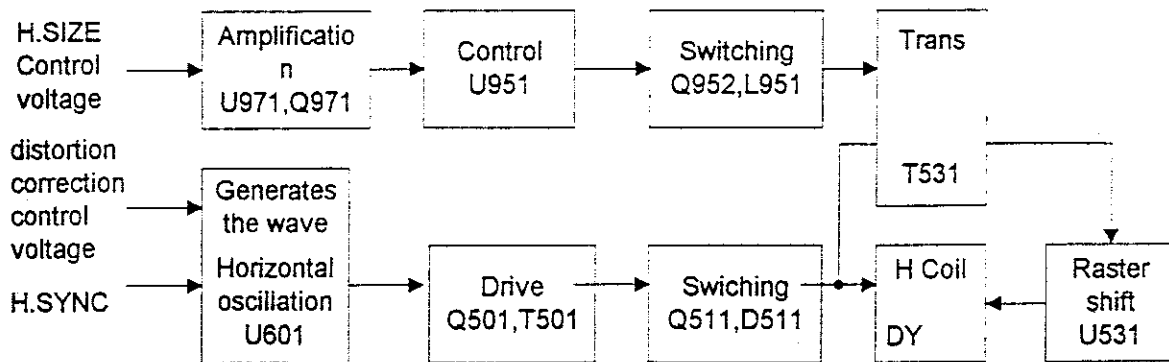 H.SIZE
Control
voltage
Amplificatio
n
U971,Q971
Control
U951
Switching
Q952,L951
Trans
T531
distortion
correction
control
voltage
H.SYNC
Generates
the wave
Horizontal
oscillation
U601
Drive
Q501,T501
Swiching
Q511,D511
H Coil
DY
Raster
shift
U531